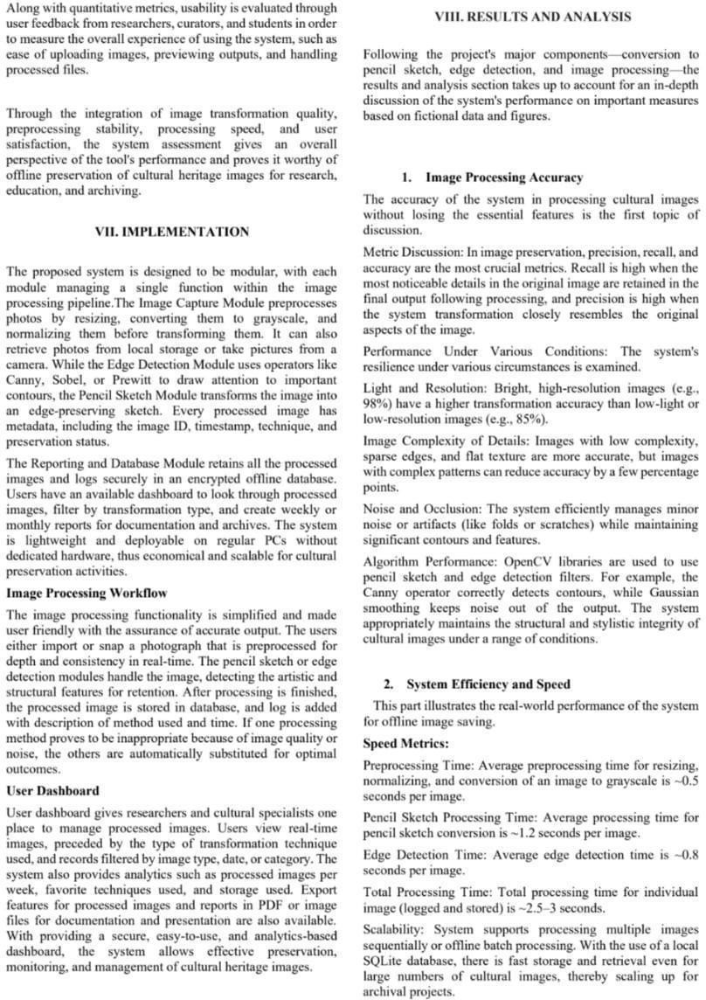 Along with quantitative metrics, usability is evaluated through
user feedback from researchers, curators, and students in order
to measure the overall experience of using the system, such as
ease of uploading images, previewing outputs, and handling
processed files.
Through the integration of image transformation quality,
preprocessing stability, processing speed, and user
satisfaction, the system assessment gives an overall
perspective of the tool's performance and proves it worthy of
offline preservation of cultural heritage images for research,
education, and archiving.
VII. IMPLEMENTATION
The proposed system is designed to be modular, with each
module managing a single function within the image
processing pipeline.The Image Capture Module preprocesses
photos by resizing, converting them to grayscale, and
normalizing them before transforming them. It can also
retrieve photos from local storage or take pictures from a
camera. While the Edge Detection Module uses operators like
Canny, Sobel, or Prewitt to draw attention to important
contours, the Pencil Sketch Module transforms the image into
an edge-preserving sketch. Every processed image has
metadata, including the image ID, timestamp, technique, and
preservation status.
The Reporting and Database Module retains all the processed
images and logs securely in an encrypted offline database.
Users have an available dashboard to look through processed
images, filter by transformation type, and create weekly or
monthly reports for documentation and archives. The system
is lightweight and deployable on regular PCs without
dedicated hardware, thus economical and scalable for cultural
preservation activities.
Image Processing Workflow
The image processing functionality is simplified and made
user friendly with the assurance of accurate output. The users
either import or snap a photograph that is preprocessed for
depth and consistency in real-time. The pencil sketch or edge
detection modules handle the image, detecting the artistic and
structural features for retention. After processing is finished,
the processed image is stored in database, and log is added
with description of method used and time. If one processing
method proves to be inappropriate because of image quality or
noise, the others are automatically substituted for optimal
outcomes.
User Dashboard
User dashboard gives researchers and cultural specialists one
place to manage processed images. Users view real-time
images, preceded by the type of transformation technique
used, and records filtered by image type, date, or category. The
system also provides analytics such as processed images per
week, favorite techniques used, and storage used. Export
features for processed images and reports in PDF or image
files for documentation and presentation are also available.
With providing a secure, easy-to-use, and analytics-based
dashboard, the system allows effective preservation,
monitoring, and management of cultural heritage images.
VIII. RESULTS AND ANALYSIS
Following the project's major components—conversion to
pencil sketch, edge detection, and image processing—the
results and analysis section takes up to account for an in-depth
discussion of the system's performance on important measures
based on fictional data and figures.
1. Image Processing Accuracy
The accuracy of the system in processing cultural images
without losing the essential features is the first topic of
discussion.
Metric Discussion: In image preservation, precision, recall, and
accuracy are the most crucial metrics. Recall is high when the
most noticeable details in the original image are retained in the
final output following processing, and precision is high when
the system transformation closely resembles the original
aspects of the image.
Performance Under Various Conditions: The system's
resilience under various circumstances is examined.
Light and Resolution: Bright, high-resolution images (e.g.,
98%) have a higher transformation accuracy than low-light or
low-resolution images (e.g., 85%).
Image Complexity of Details: Images with low complexity,
sparse edges, and flat texture are more accurate, but images
with complex patterns can reduce accuracy by a few percentage
points.
Noise and Occlusion: The system efficiently manages minor
noise or artifacts (like folds or scratches) while maintaining
significant contours and features.
Algorithm Performance: OpenCV libraries are used to use
pencil sketch and edge detection filters. For example, the
Canny operator correctly detects contours, while Gaussian
smoothing keeps noise out of the output. The system
appropriately maintains the structural and stylistic integrity of
cultural images under a range of conditions.
2. System Efficiency and Speed
This part illustrates the real-world performance of the system
for offline image saving.
Speed Metrics:
Preprocessing Time: Average preprocessing time for resizing,
normalizing, and conversion of an image to grayscale is ~0.5
seconds per image.
Pencil Sketch Processing Time: Average processing time for
pencil sketch conversion is ~1.2 seconds per image.
Edge Detection Time: Average edge detection time is ~0.8
seconds per image.
Total Processing Time: Total processing time for individual
image (logged and stored) is ~2.5–3 seconds.
Scalability: System supports processing multiple images
sequentially or offline batch processing. With the use of a local
SQLite database, there is fast storage and retrieval even for
large numbers of cultural images, thereby scaling up for
archival projects.